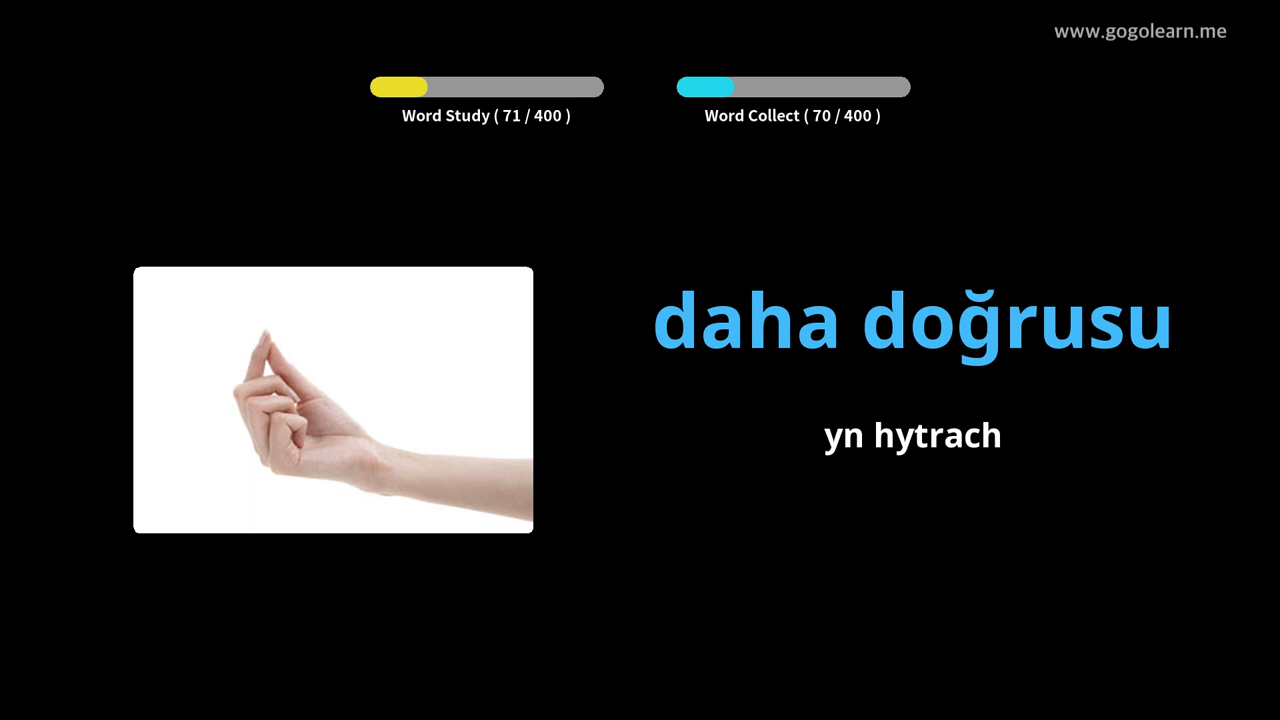 www.gogolearn.me
Word Study ( 71 / 400 )
Word Collect ( 70 / 400 )
daha doğrusu
yn hytrach